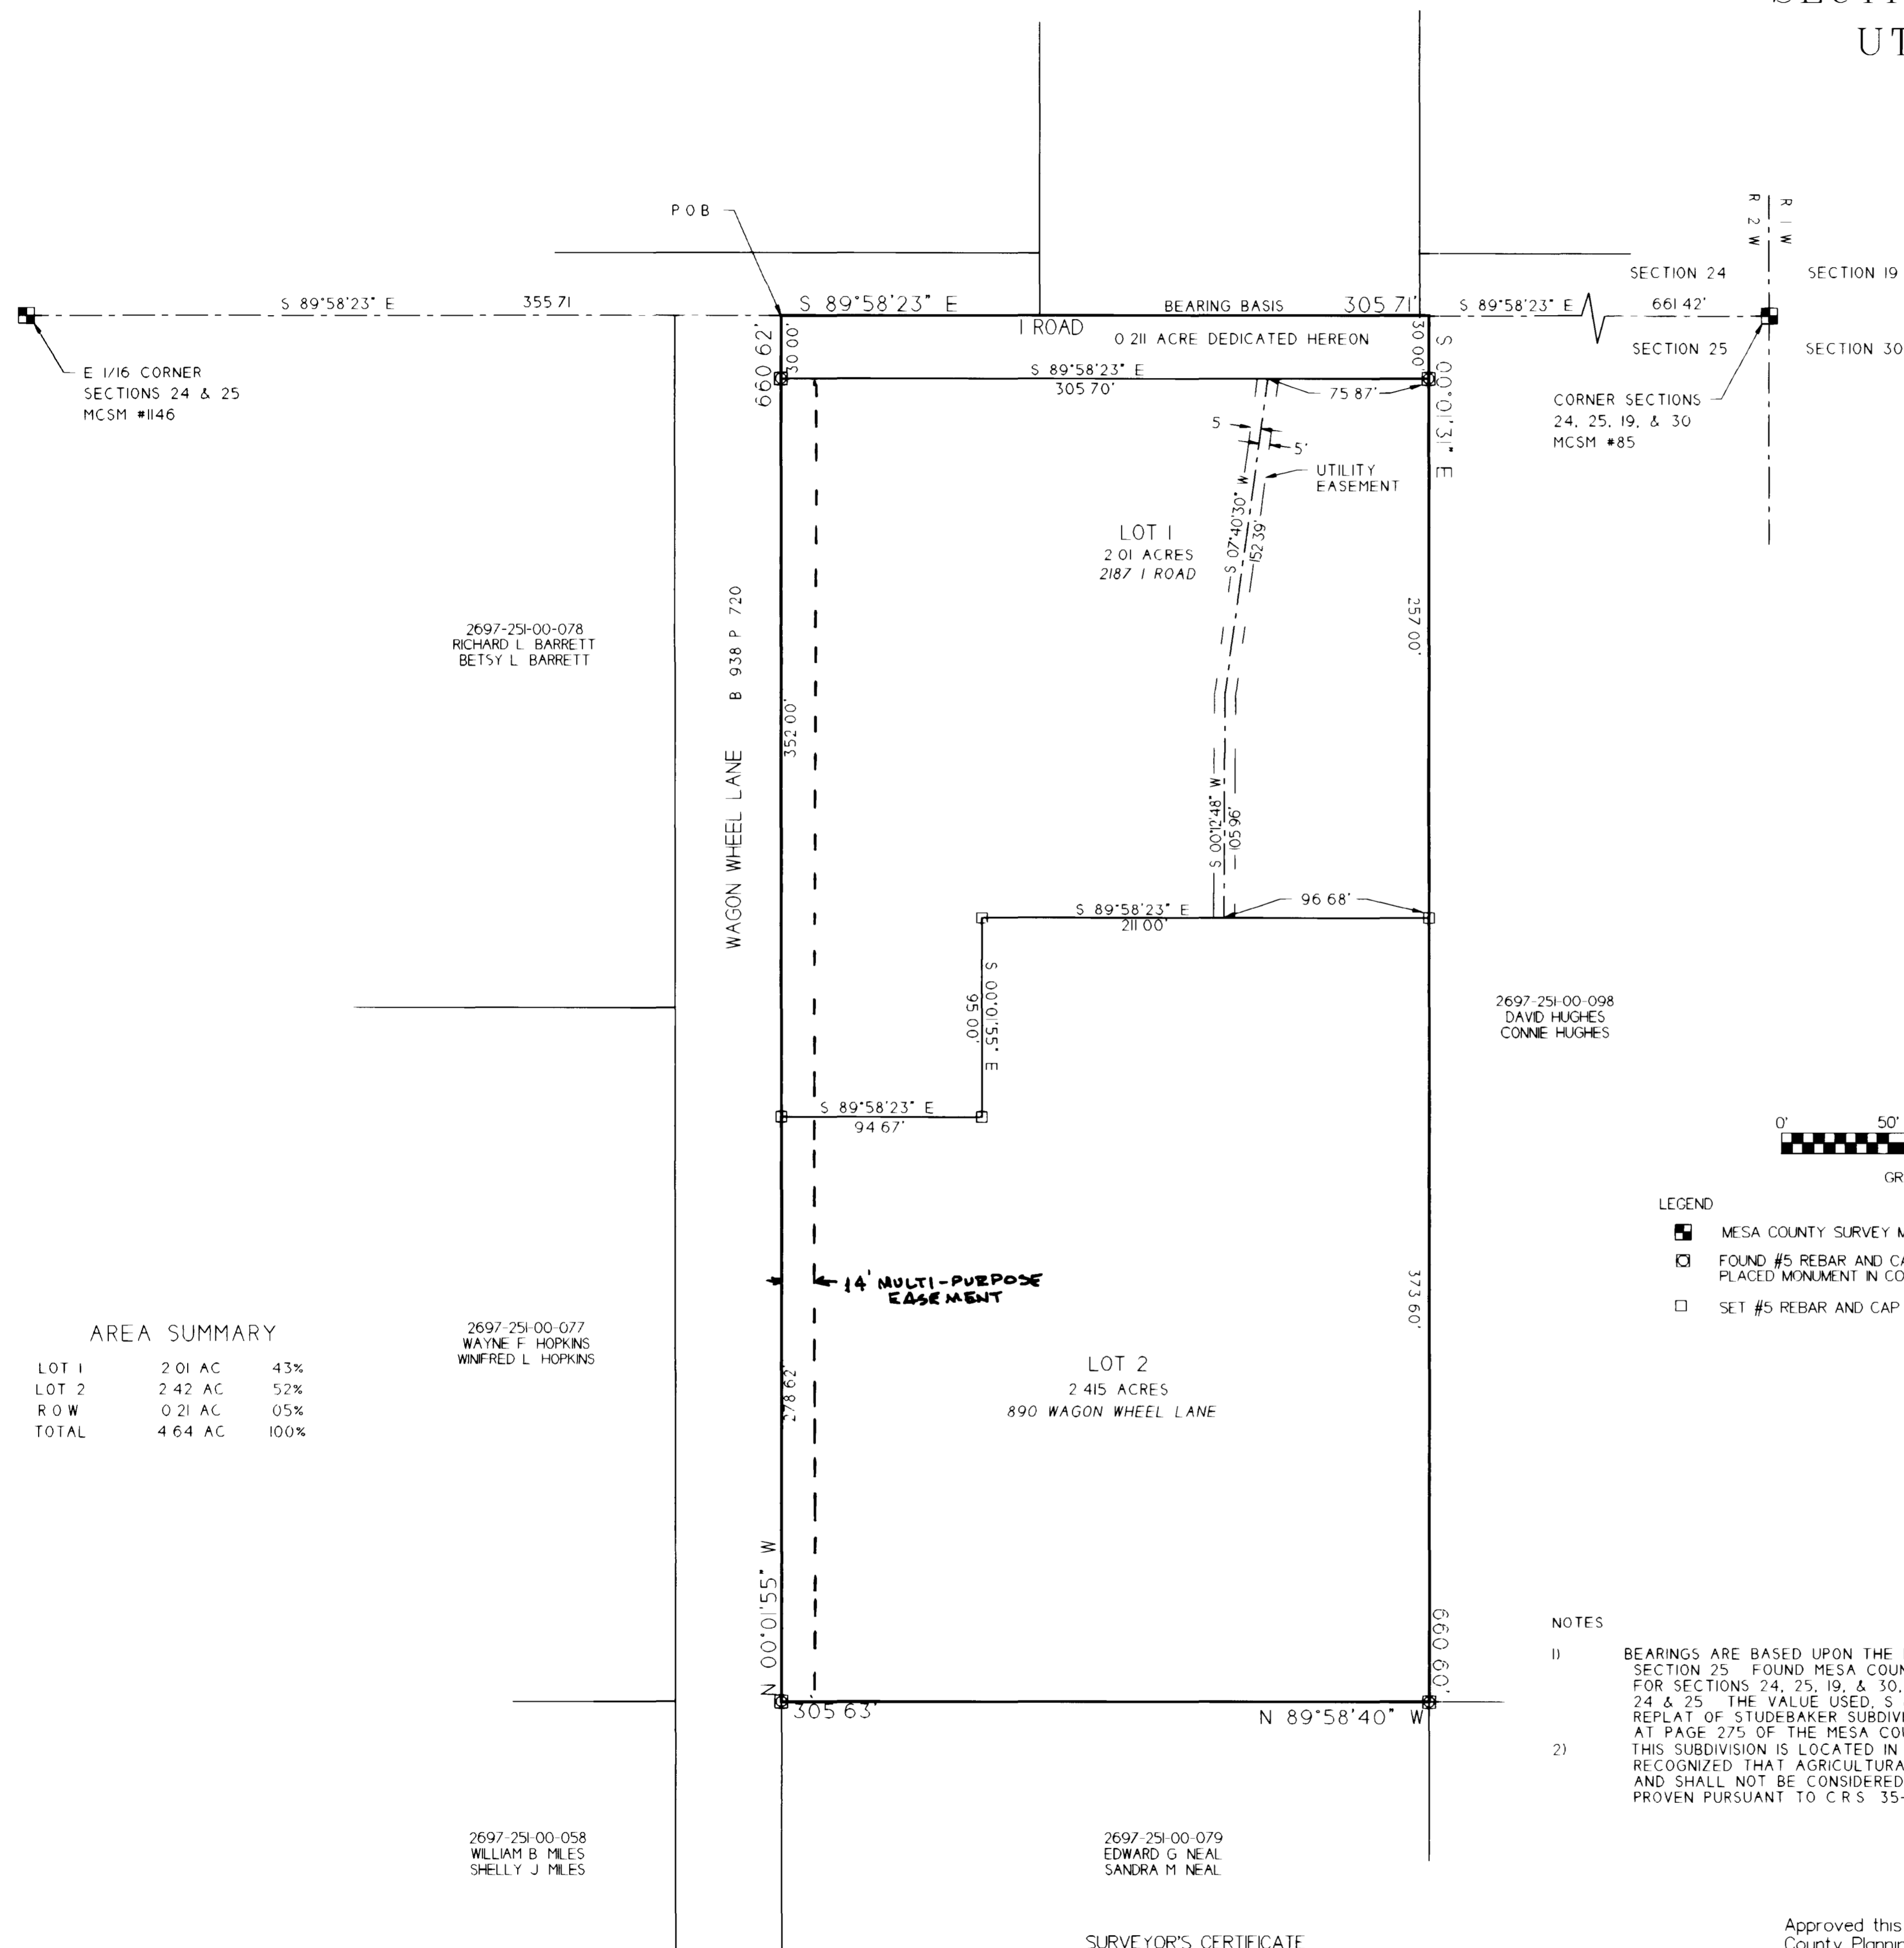 UT
POB
R 2 W
R 1 W
SECTION 24
SECTION 19
S 89°58'23" E
355 71
S 89°58'23" E
BEARING BASIS
305 71'
S 89°58'23" E
661 42'
I ROAD
0 211 ACRE DEDICATED HEREON
SECTION 25
SECTION 30
660 62'
30 00'
30 00'
S 00°01'31" E
E 1/16 CORNER
SECTIONS 24 & 25
MCSM #1146
S 89°58'23" E
305 70'
75 87'
CORNER SECTIONS
24, 25, 19, & 30
MCSM #85
5
5'
UTILITY
EASEMENT
S 07°40'30" W
152 39'
LOT 1
2 01 ACRES
2187 I ROAD
257 00'
2697-251-00-078
RICHARD L BARRETT
BETSY L BARRETT
B 938 P 720
352 00'
WAGON WHEEL LANE
S 00°12'48" W
105 96'
96 68'
S 89°58'23" E
211 00'
S 00°01'55" E
95 00'
2697-251-00-098
DAVID HUGHES
CONNIE HUGHES
S 89°58'23" E
94 67'
0'
50'
GR
LEGEND
MESA COUNTY SURVEY M
FOUND #5 REBAR AND CA
PLACED MONUMENT IN CO
SET #5 REBAR AND CAP
14' MULTI-PURPOSE
EASEMENT
373 60'
AREA SUMMARY
LOT 1 2 01 AC 43%
LOT 2 2 42 AC 52%
R O W 0 21 AC 05%
TOTAL 4 64 AC 100%
2697-251-00-077
WAYNE F HOPKINS
WINIFRED L HOPKINS
278 62'
LOT 2
2 415 ACRES
890 WAGON WHEEL LANE
N 00°01'55" W
660 60'
305 63'
N 89°58'40" W
NOTES
1) BEARINGS ARE BASED UPON THE
SECTION 25 FOUND MESA COUN
FOR SECTIONS 24, 25, 19, & 30,
24 & 25 THE VALUE USED, S
REPLAT OF STUDEBAKER SUBDIVI
AT PAGE 275 OF THE MESA COU
2) THIS SUBDIVISION IS LOCATED IN
RECOGNIZED THAT AGRICULTURA
AND SHALL NOT BE CONSIDERED
PROVEN PURSUANT TO C R S 35-
2697-251-00-058
WILLIAM B MILES
SHELLY J MILES
2697-251-00-079
EDWARD G NEAL
SANDRA M NEAL
SURVEYOR'S CERTIFICATE
Approved this
County Plannin